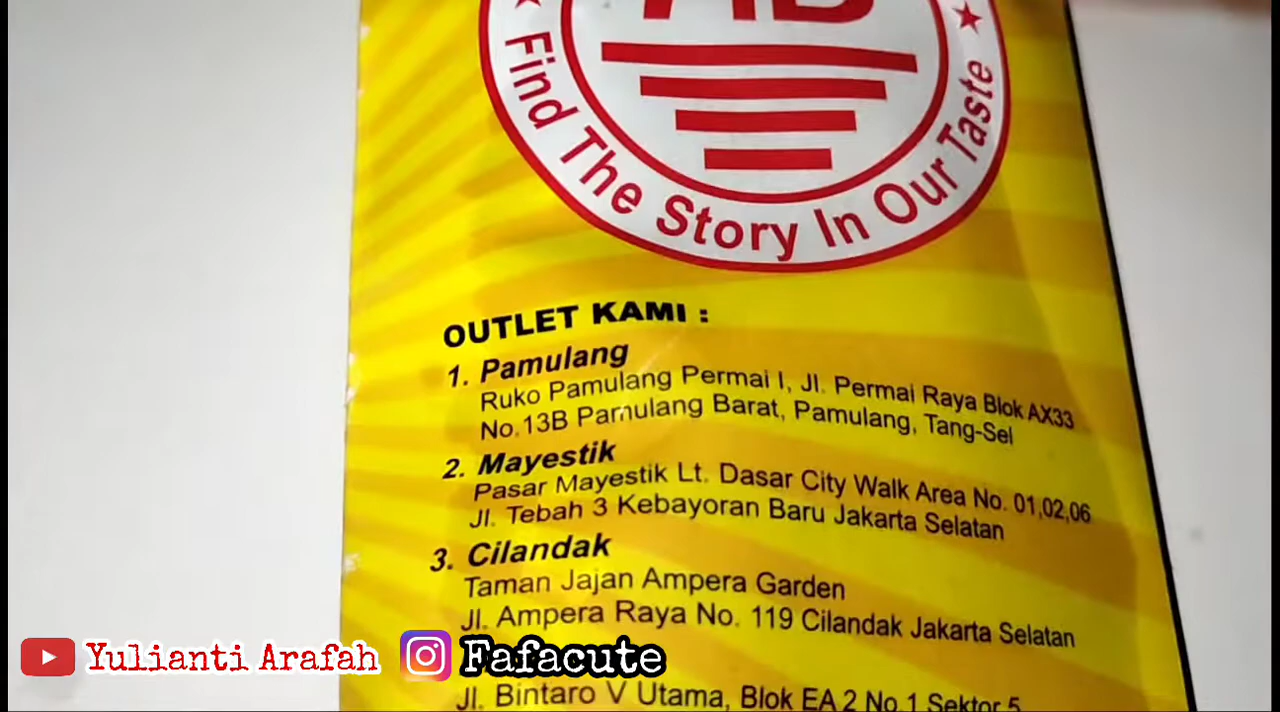 Find The Story In Our Taste
OUTLET KAMI :
1. Pamulang
Ruko Pamulang Permai I, Jl. Permai Raya Blok AX33
No.13B Pamulang Barat, Pamulang, Tang-Sel
2. Mayestik
Pasar Mayestik Lt. Dasar City Walk Area No. 01,02,06
Jl. Tebah 3 Kebayoran Baru Jakarta Selatan
3. Cilandak
Taman Jajan Ampera Garden
Jl. Ampera Raya No. 119 Cilandak Jakarta Selatan
Yulianti Arafah Fafacute
Jl. Bintaro V Utama, Blok EA 2 No.1 Sektor 5